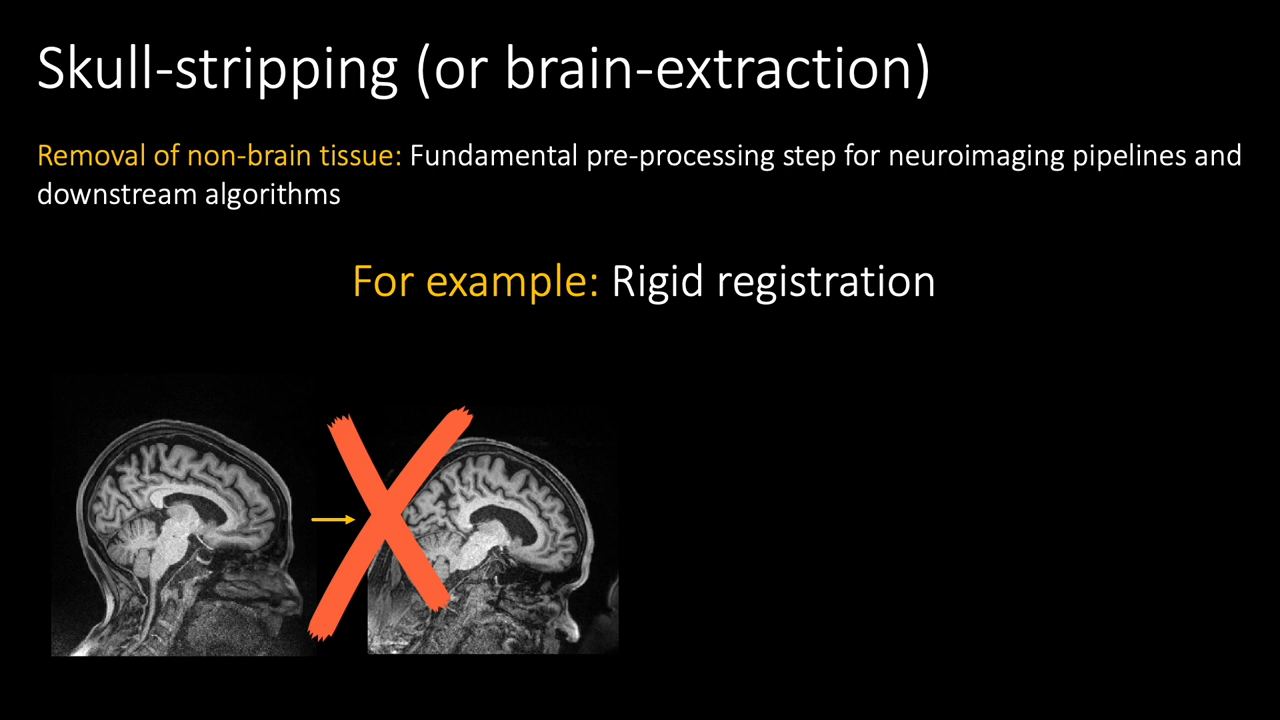 Skull-stripping (or brain-extraction)
Removal of non-brain tissue: Fundamental pre-processing step for neuroimaging pipelines and
downstream algorithms
For example: Rigid registration